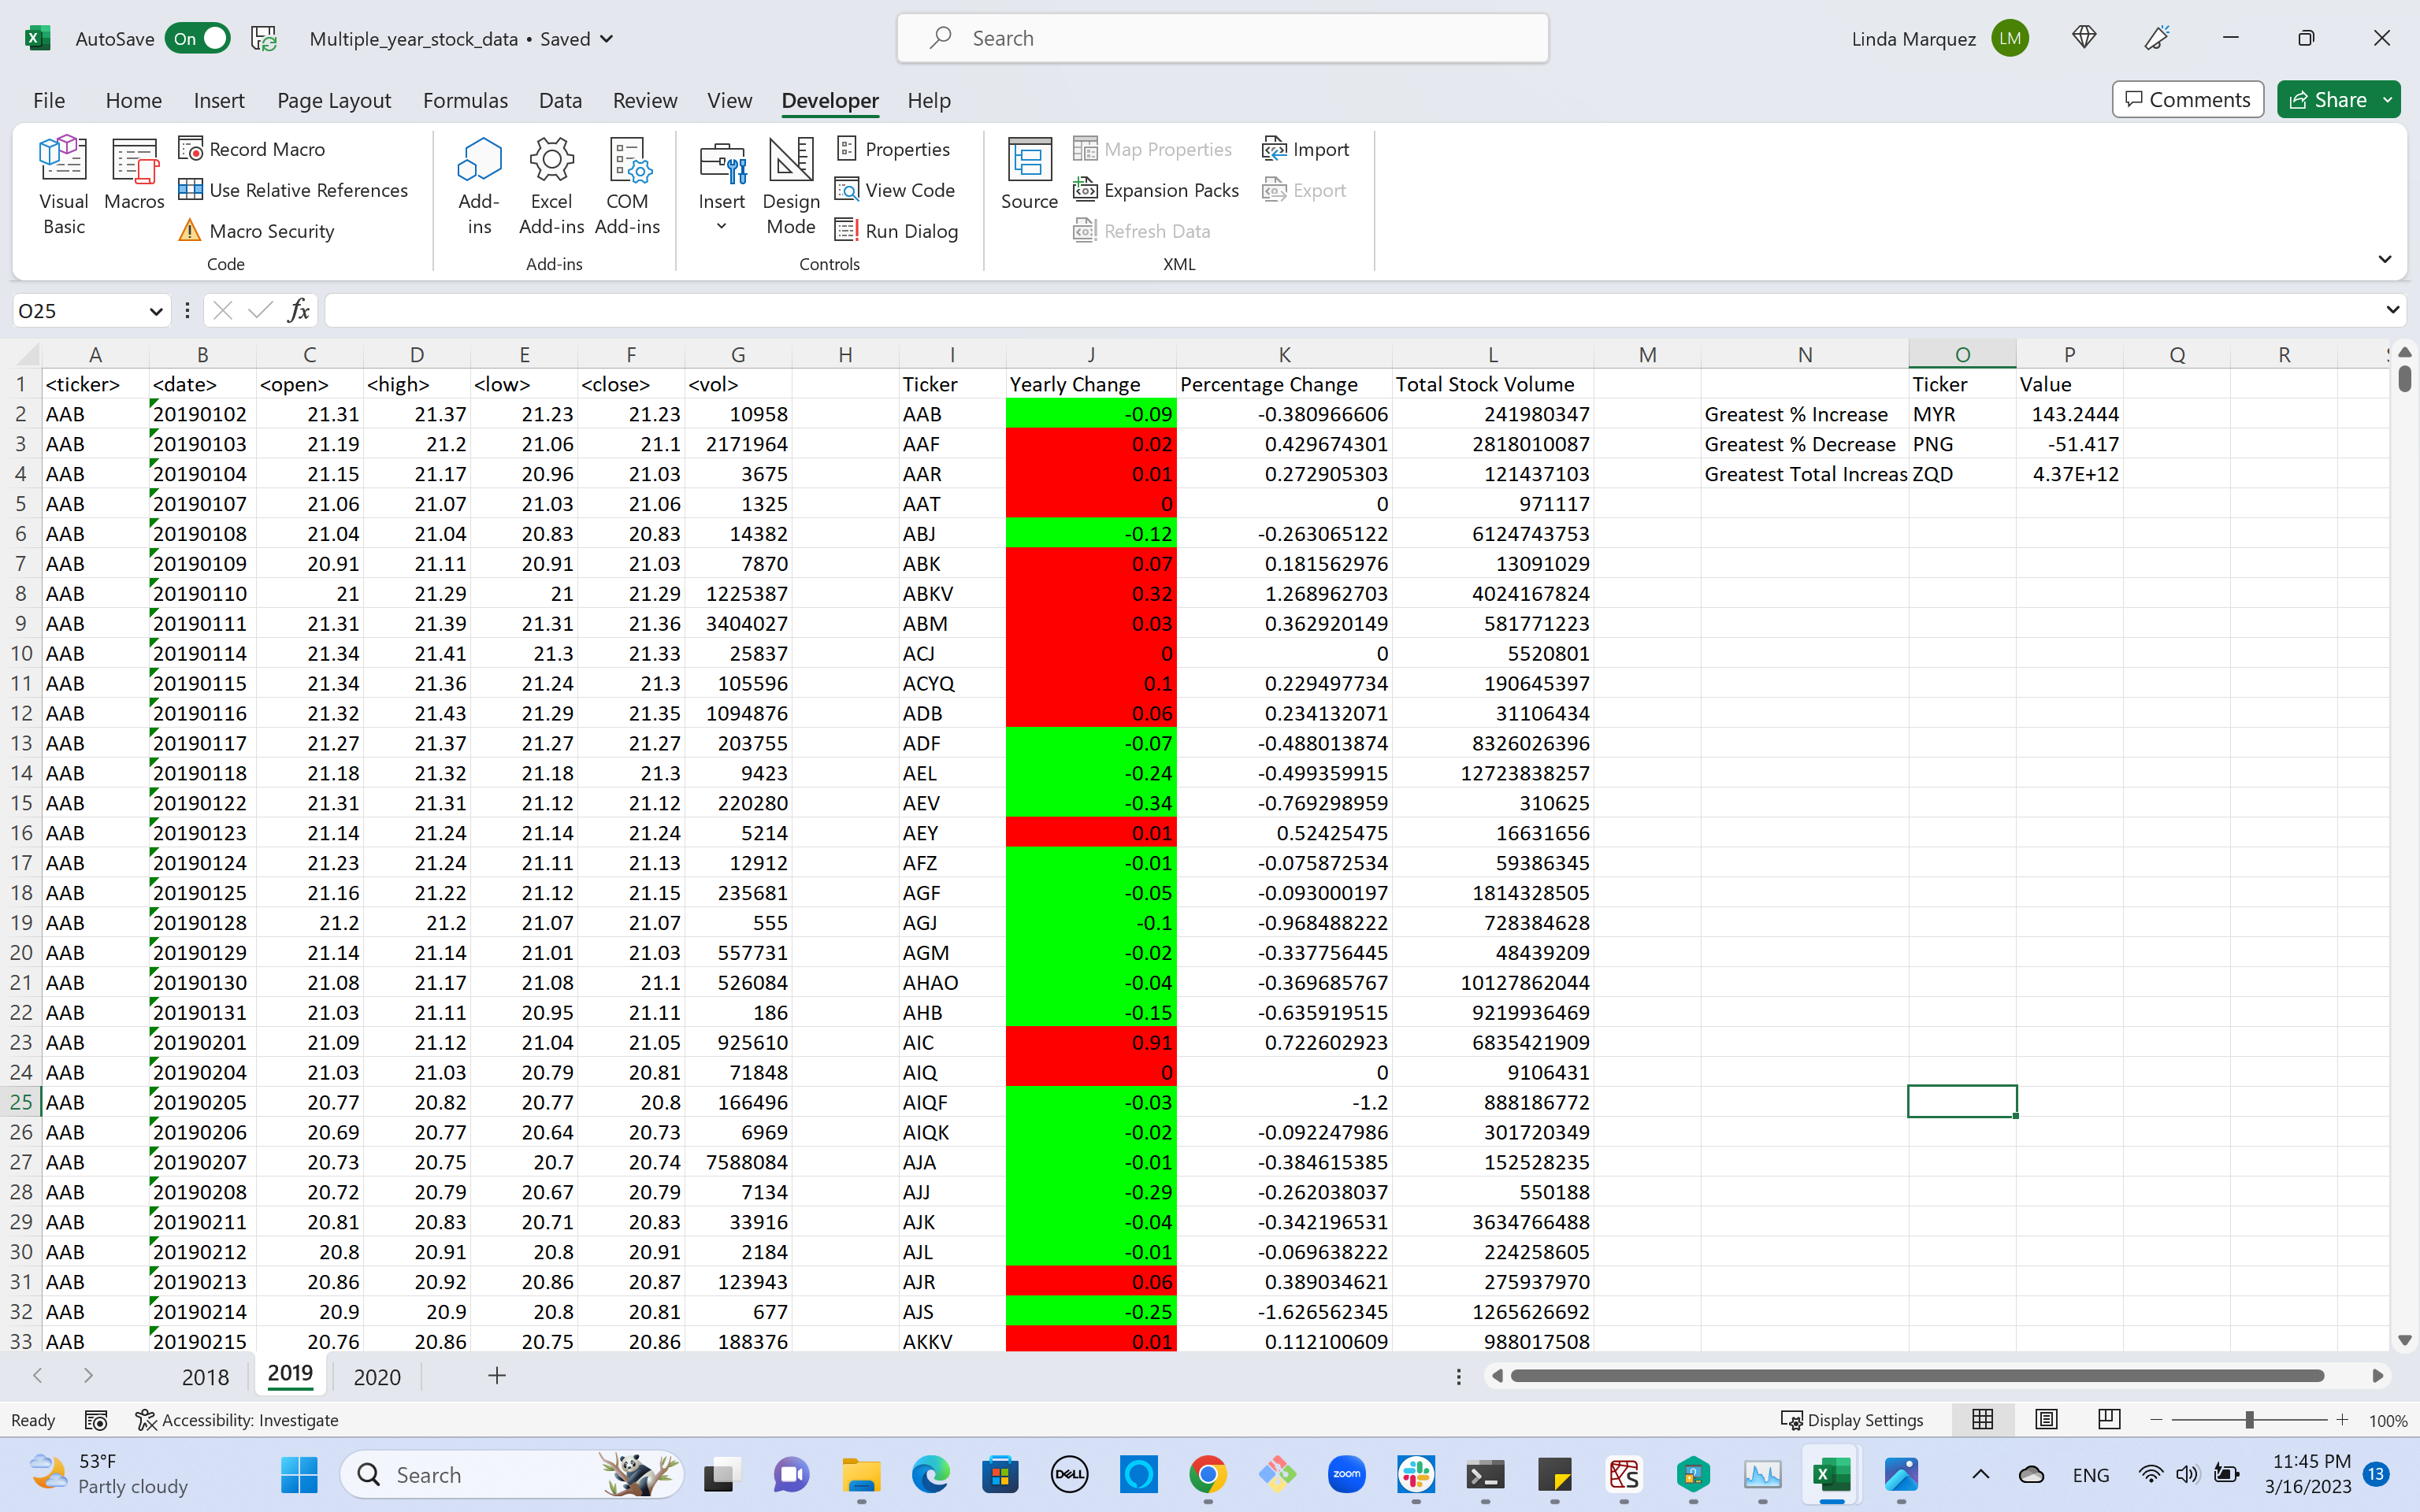 AutoSave On Multiple_year_stock_data • Saved Search Linda Marquez LM
File Home Insert Page Layout Formulas Data Review View Developer Help Comments Share
Visual Basic Macros Record Macro Use Relative References Macro Security Code
Add-ins Excel Add-ins COM Add-ins Add-ins
Insert Design Mode Properties View Code Run Dialog Controls
Source Map Properties Expansion Packs Refresh Data Import Export XML
O25 fx
A B C D E F G H I J K L M N O P Q R
1 <ticker> <date> <open> <high> <low> <close> <vol> Ticker Yearly Change Percentage Change Total Stock Volume Ticker Value
2 AAB 20190102 21.31 21.37 21.23 21.23 10958 AAB -0.09 -0.380966606 241980347 Greatest % Increase MYR 143.2444
3 AAB 20190103 21.19 21.2 21.06 21.1 2171964 AAF 0.02 0.429674301 2818010087 Greatest % Decrease PNG -51.417
4 AAB 20190104 21.15 21.17 20.96 21.03 3675 AAR 0.01 0.272905303 121437103 Greatest Total Increas ZQD 4.37E+12
5 AAB 20190107 21.06 21.07 21.03 21.06 1325 AAT 0 0 971117
6 AAB 20190108 21.04 21.04 20.83 20.83 14382 ABJ -0.12 -0.263065122 6124743753
7 AAB 20190109 20.91 21.11 20.91 21.03 7870 ABK 0.07 0.181562976 13091029
8 AAB 20190110 21 21.29 21 21.29 1225387 ABKV 0.32 1.268962703 4024167824
9 AAB 20190111 21.31 21.39 21.31 21.36 3404027 ABM 0.03 0.362920149 581771223
10 AAB 20190114 21.34 21.41 21.3 21.33 25837 ACJ 0 0 5520801
11 AAB 20190115 21.34 21.36 21.24 21.3 105596 ACYQ 0.1 0.229497734 190645397
12 AAB 20190116 21.32 21.43 21.29 21.35 1094876 ADB 0.06 0.234132071 31106434
13 AAB 20190117 21.27 21.37 21.27 21.27 203755 ADF -0.07 -0.488013874 8326026396
14 AAB 20190118 21.18 21.32 21.18 21.3 9423 AEL -0.24 -0.499359915 12723838257
15 AAB 20190122 21.31 21.31 21.12 21.12 220280 AEV -0.34 -0.769298959 310625
16 AAB 20190123 21.14 21.24 21.14 21.24 5214 AEY 0.01 0.52425475 16631656
17 AAB 20190124 21.23 21.24 21.11 21.13 12912 AFZ -0.01 -0.075872534 59386345
18 AAB 20190125 21.16 21.22 21.12 21.15 235681 AGF -0.05 -0.093000197 1814328505
19 AAB 20190128 21.2 21.2 21.07 21.07 555 AGJ -0.1 -0.968488222 728384628
20 AAB 20190129 21.14 21.14 21.01 21.03 557731 AGM -0.02 -0.337756445 48439209
21 AAB 20190130 21.08 21.17 21.08 21.1 526084 AHAO -0.04 -0.369685767 10127862044
22 AAB 20190131 21.03 21.11 20.95 21.11 186 AHB -0.15 -0.635919515 9219936469
23 AAB 20190201 21.09 21.12 21.04 21.05 925610 AIC 0.91 0.722602923 6835421909
24 AAB 20190204 21.03 21.03 20.79 20.81 71848 AIQ 0 0 9106431
25 AAB 20190205 20.77 20.82 20.77 20.8 166496 AIQF -0.03 -1.2 888186772
26 AAB 20190206 20.69 20.77 20.64 20.73 6969 AIQK -0.02 -0.092247986 301720349
27 AAB 20190207 20.73 20.75 20.7 20.74 7588084 AJA -0.01 -0.384615385 152528235
28 AAB 20190208 20.72 20.79 20.67 20.79 7134 AJJ -0.29 -0.262038037 550188
29 AAB 20190211 20.81 20.83 20.71 20.83 33916 AJK -0.04 -0.342196531 3634766488
30 AAB 20190212 20.8 20.91 20.8 20.91 2184 AJL -0.01 -0.069638222 224258605
31 AAB 20190213 20.86 20.92 20.86 20.87 123943 AJR 0.06 0.389034621 275937970
32 AAB 20190214 20.9 20.9 20.8 20.81 677 AJS -0.25 -1.626562345 1265626692
33 AAB 20190215 20.76 20.86 20.75 20.86 188376 AKKV 0.01 0.112100609 988017508
2018 2019 2020
Ready Accessibility: Investigate Display Settings 100%
53°F Partly cloudy Search DELL zoom ENG 11:45 PM 3/16/2023 13